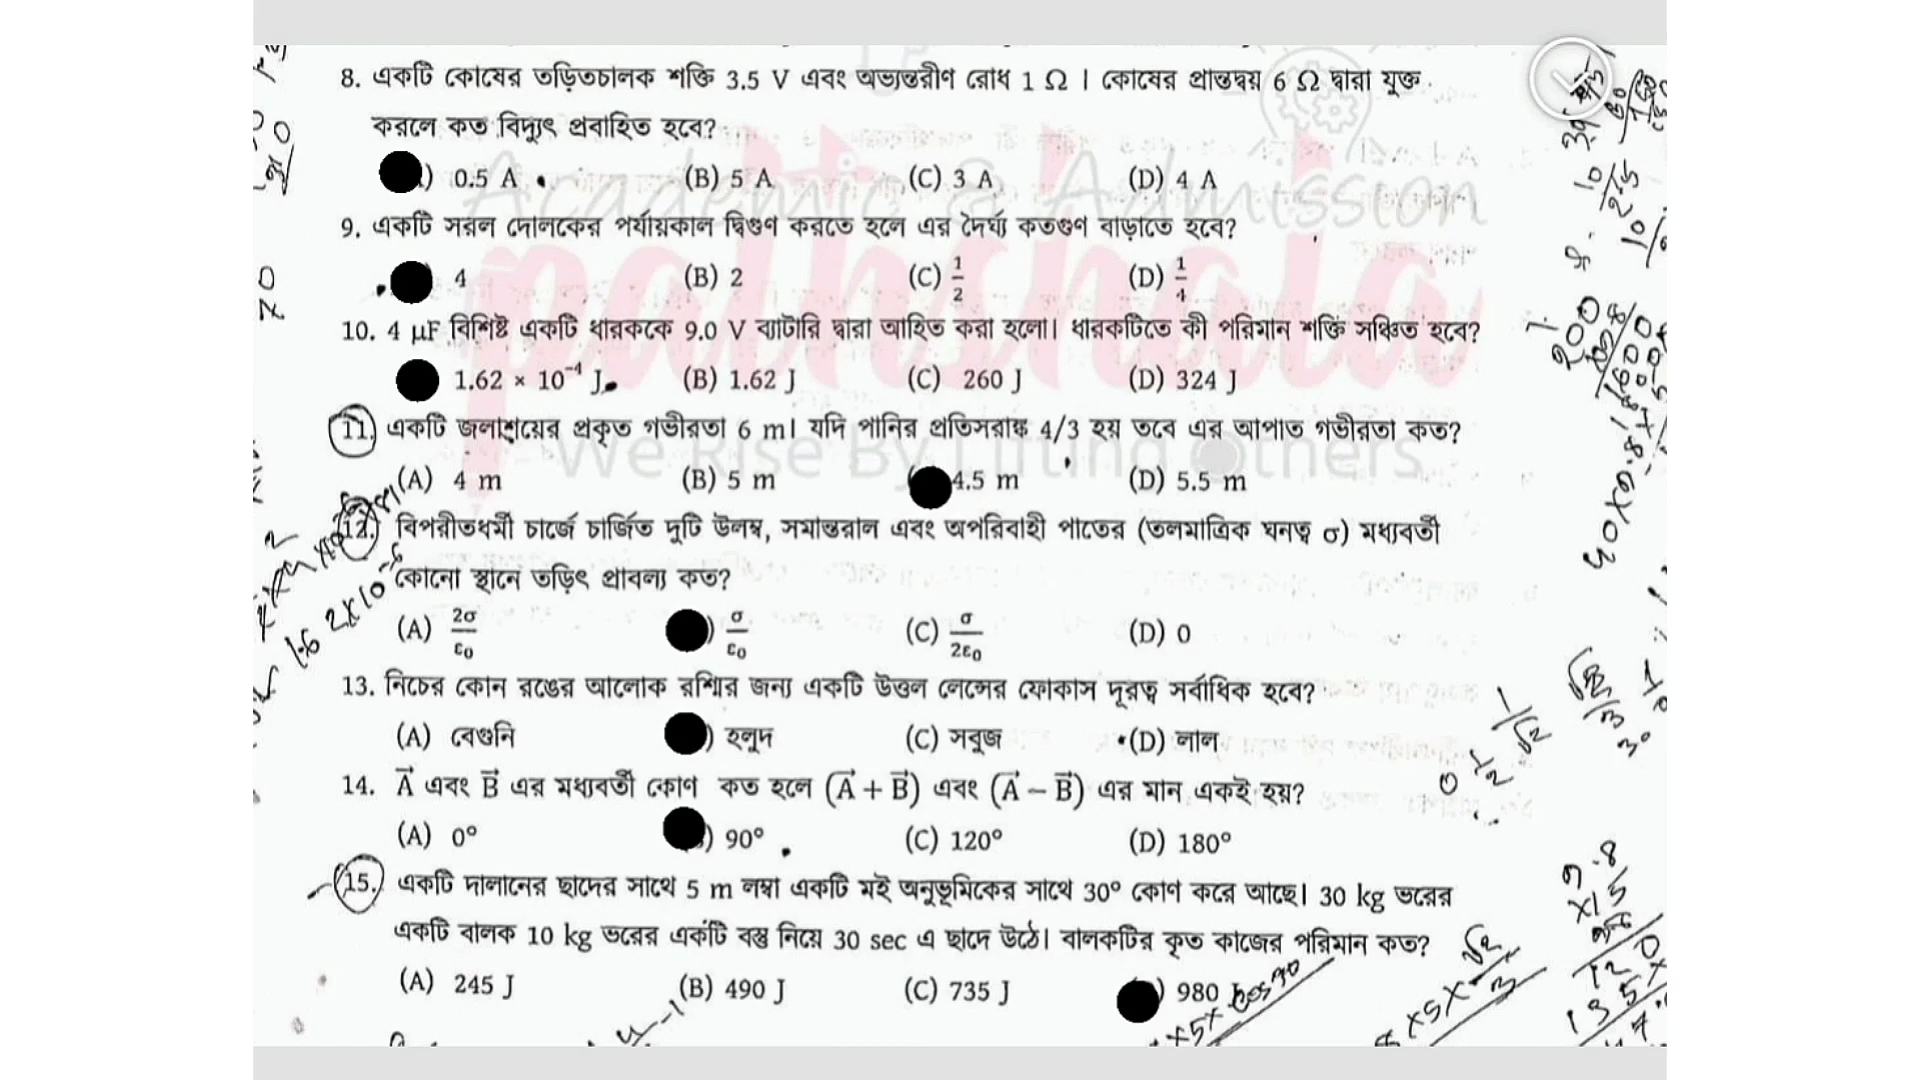 8. একটি কোষের তড়িতচালক শক্তি 3.5 V এবং অভ্যন্তরীণ রোধ 1 Ω । কোষের প্রান্তদ্বয় 6 Ω দ্বারা যুক্ত
করলে কত বিদ্যুৎ প্রবাহিত হবে?
) 0.5 A (B) 5 A (C) 3 A (D) 4 A
9. একটি সরল দোলকের পর্যায়কাল দ্বিগুণ করতে হলে এর দৈর্ঘ্য কতগুণ বাড়াতে হবে?
4 (B) 2 (C) 1/2 (D) 1/4
10. 4 μF বিশিষ্ট একটি ধারককে 9.0 V ব্যাটারি দ্বারা আহিত করা হলো। ধারকটিতে কী পরিমান শক্তি সঞ্চিত হবে?
1.62 × 10⁻⁴ J (B) 1.62 J (C) 260 J (D) 324 J
11. একটি জলাশয়ের প্রকৃত গভীরতা 6 m। যদি পানির প্রতিসরাঙ্ক 4/3 হয় তবে এর আপাত গভীরতা কত?
(A) 4 m (B) 5 m 4.5 m (D) 5.5 m
12. বিপরীতধর্মী চার্জে চার্জিত দুটি উলম্ব, সমান্তরাল এবং অপরিবাহী পাতের (তলমাত্রিক ঘনত্ব σ) মধ্যবর্তী
কোনো স্থানে তড়িৎ প্রাবল্য কত?
(A) 2σ/ε₀ ) σ/ε₀ (C) σ/2ε₀ (D) 0
13. নিচের কোন রঙের আলোক রশ্মির জন্য একটি উত্তল লেন্সের ফোকাস দূরত্ব সর্বাধিক হবে?
(A) বেগুনি ) হলুদ (C) সবুজ (D) লাল
14. A⃗ এবং B⃗ এর মধ্যবর্তী কোণ কত হলে (A⃗ + B⃗) এবং (A⃗ − B⃗) এর মান একই হয়?
(A) 0° ) 90° (C) 120° (D) 180°
15. একটি দালানের ছাদের সাথে 5 m লম্বা একটি মই অনুভূমিকের সাথে 30° কোণ করে আছে। 30 kg ভরের
একটি বালক 10 kg ভরের একটি বস্তু নিয়ে 30 sec এ ছাদে উঠে। বালকটির কৃত কাজের পরিমান কত?
(A) 245 J (B) 490 J (C) 735 J ) 980
Academic & Admission
pathshala
We Rise By Lifting Others